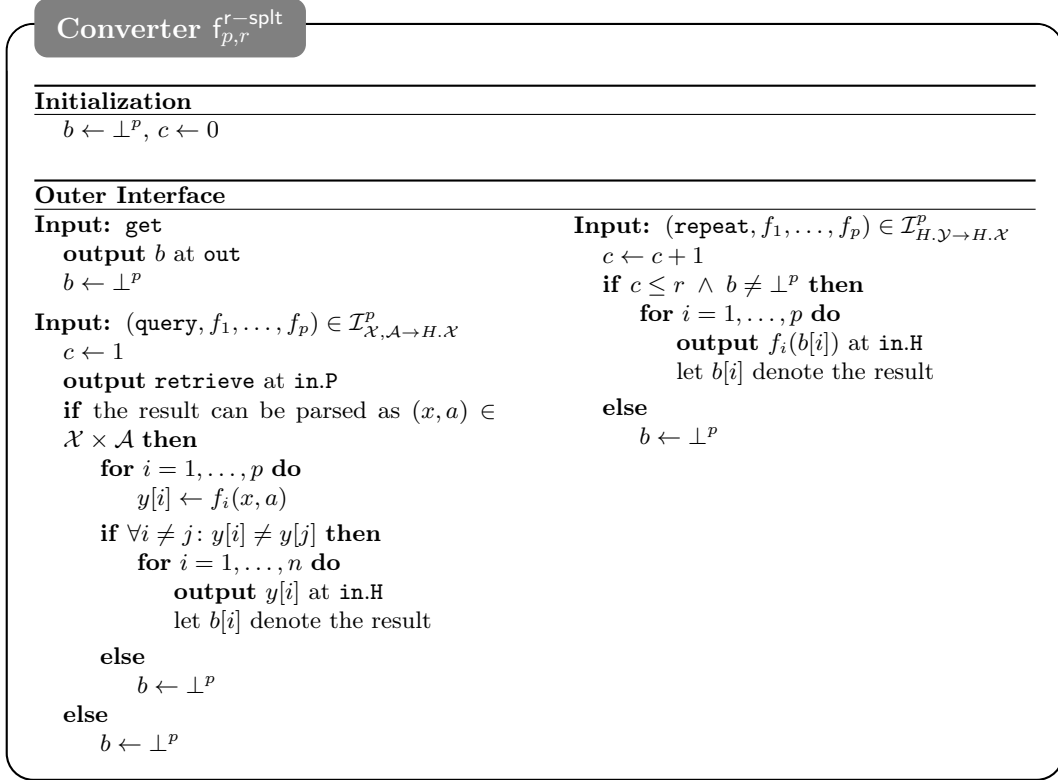 Converter f_{p,r}^{r−splt}
Initialization
b ← ⊥^p, c ← 0
Outer Interface
Input: get
output b at out
b ← ⊥^p
Input: (query, f_1, . . . , f_p) ∈ 𝓘^p_{𝒳,𝒜→H.𝒳}
c ← 1
output retrieve at in.P
if the result can be parsed as (x, a) ∈
𝒳 × 𝒜 then
for i = 1, . . . , p do
y[i] ← f_i(x, a)
if ∀i ≠ j : y[i] ≠ y[j] then
for i = 1, . . . , n do
output y[i] at in.H
let b[i] denote the result
else
b ← ⊥^p
else
b ← ⊥^p
Input: (repeat, f_1, . . . , f_p) ∈ 𝓘^p_{H.𝒴→H.𝒳}
c ← c + 1
if c ≤ r ∧ b ≠ ⊥^p then
for i = 1, . . . , p do
output f_i(b[i]) at in.H
let b[i] denote the result
else
b ← ⊥^p